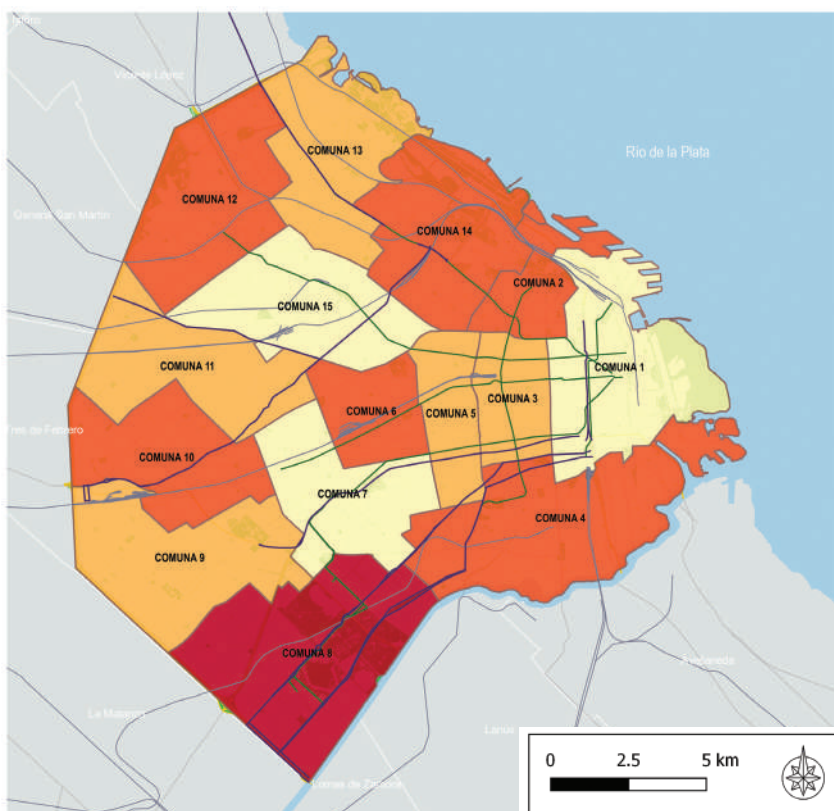 Vicente López
Río de la Plata
COMUNA 13
COMUNA 12
General San Martín
COMUNA 14
COMUNA 2
COMUNA 15
COMUNA 11
COMUNA 1
COMUNA 6
COMUNA 5
COMUNA 3
Tres de Febrero
COMUNA 10
COMUNA 7
COMUNA 4
COMUNA 9
COMUNA 8
Avellaneda
La Matanza
Lanús
Lomas de Zamora
0 2.5 5 km